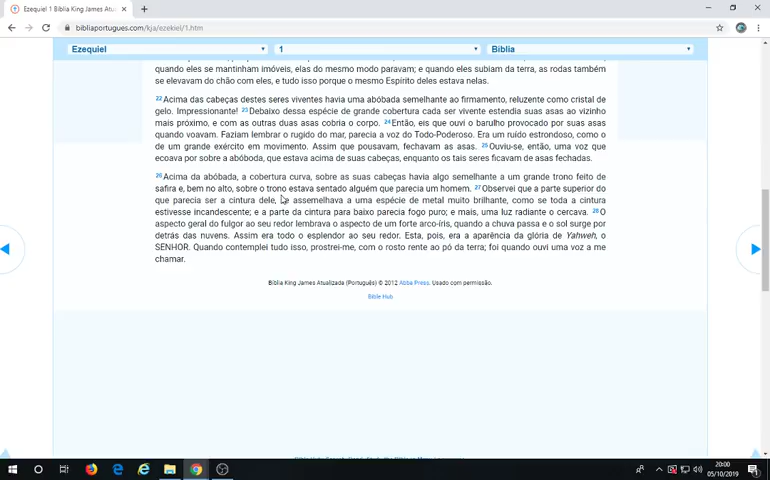 Ezequiel 1 Bíblia King James Atu
bibliaportugues.com/kja/ezekiel/1.htm
Ezequiel 1 Bíblia
quando eles se mantinham imóveis, elas do mesmo modo paravam; e quando eles subiam da terra, as rodas também
se elevavam do chão com eles, e tudo isso porque o mesmo Espírito deles estava nelas.
22Acima das cabeças destes seres viventes havia uma abóbada semelhante ao firmamento, reluzente como cristal de
gelo. Impressionante! 23Debaixo dessa espécie de grande cobertura cada ser vivente estendia suas asas ao vizinho
mais próximo, e com as outras duas asas cobria o corpo. 24Então, eis que ouvi o barulho provocado por suas asas
quando voavam. Faziam lembrar o rugido do mar, parecia a voz do Todo-Poderoso. Era um ruído estrondoso, como o
de um grande exército em movimento. Assim que pousavam, fechavam as asas. 25Ouviu-se, então, uma voz que
ecoava por sobre a abóboda, que estava acima de suas cabeças, enquanto os tais seres ficavam de asas fechadas.
26Acima da abóbada, a cobertura curva, sobre as suas cabeças havia algo semelhante a um grande trono feito de
safira e, bem no alto, sobre o trono estava sentado alguém que parecia um homem. 27Observei que a parte superior do
que parecia ser a cintura dele, se assemelhava a uma espécie de metal muito brilhante, como se toda a cintura
estivesse incandescente; e a parte da cintura para baixo parecia fogo puro; e mais, uma luz radiante o cercava. 28O
aspecto geral do fulgor ao seu redor lembrava o aspecto de um forte arco-íris, quando a chuva passa e o sol surge por
detrás das nuvens. Assim era todo o esplendor ao seu redor. Esta, pois, era a aparência da glória de Yahweh, o
SENHOR. Quando contemplei tudo isso, prostrei-me, com o rosto rente ao pó da terra; foi quando ouvi uma voz a me
chamar.
Bíblia King James Atualizada (Português) © 2012 Abba Press. Usado com permissão.
Bible Hub
20:00
05/10/2019